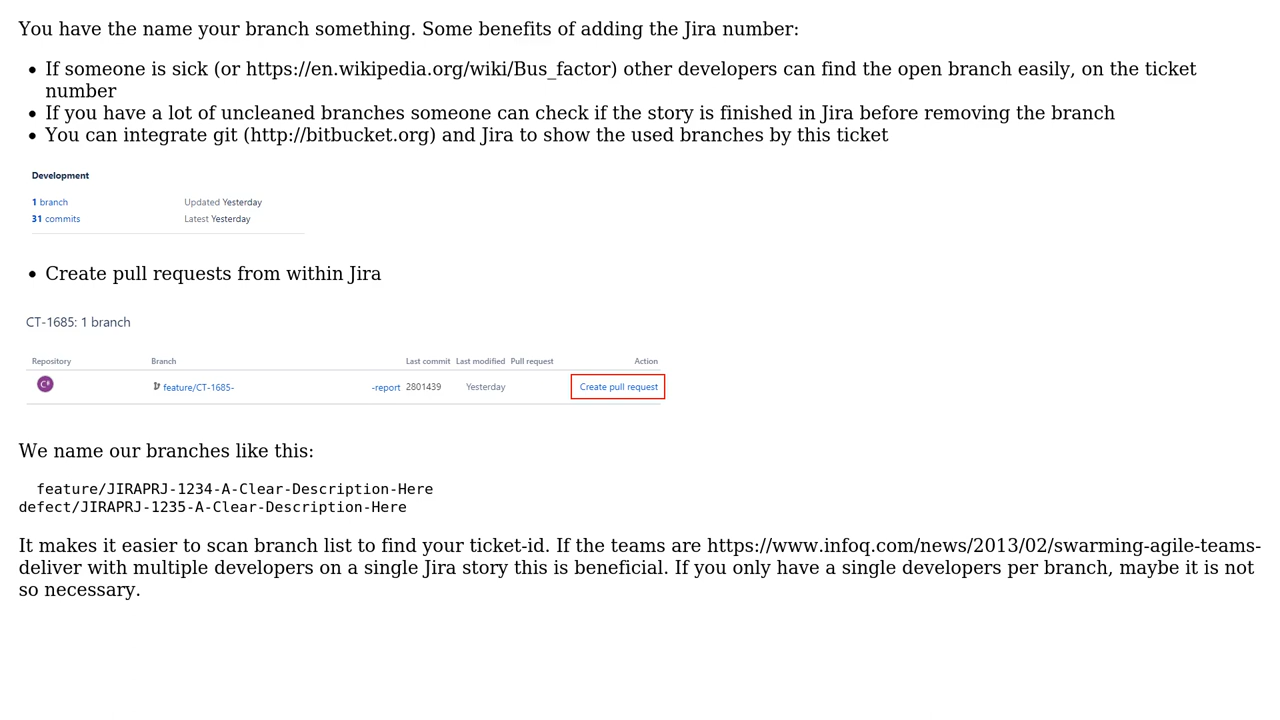 You have the name your branch something. Some benefits of adding the Jira number:
• If someone is sick (or https://en.wikipedia.org/wiki/Bus_factor) other developers can find the open branch easily, on the ticket
number
• If you have a lot of uncleaned branches someone can check if the story is finished in Jira before removing the branch
• You can integrate git (http://bitbucket.org) and Jira to show the used branches by this ticket
Development
1 branch Updated Yesterday
31 commits Latest Yesterday
• Create pull requests from within Jira
CT-1685: 1 branch
Repository Branch Last commit Last modified Pull request Action
C# feature/CT-1685- -report 2801439 Yesterday Create pull request
We name our branches like this:
feature/JIRAPRJ-1234-A-Clear-Description-Here
defect/JIRAPRJ-1235-A-Clear-Description-Here
It makes it easier to scan branch list to find your ticket-id. If the teams are https://www.infoq.com/news/2013/02/swarming-agile-teams-
deliver with multiple developers on a single Jira story this is beneficial. If you only have a single developers per branch, maybe it is not
so necessary.